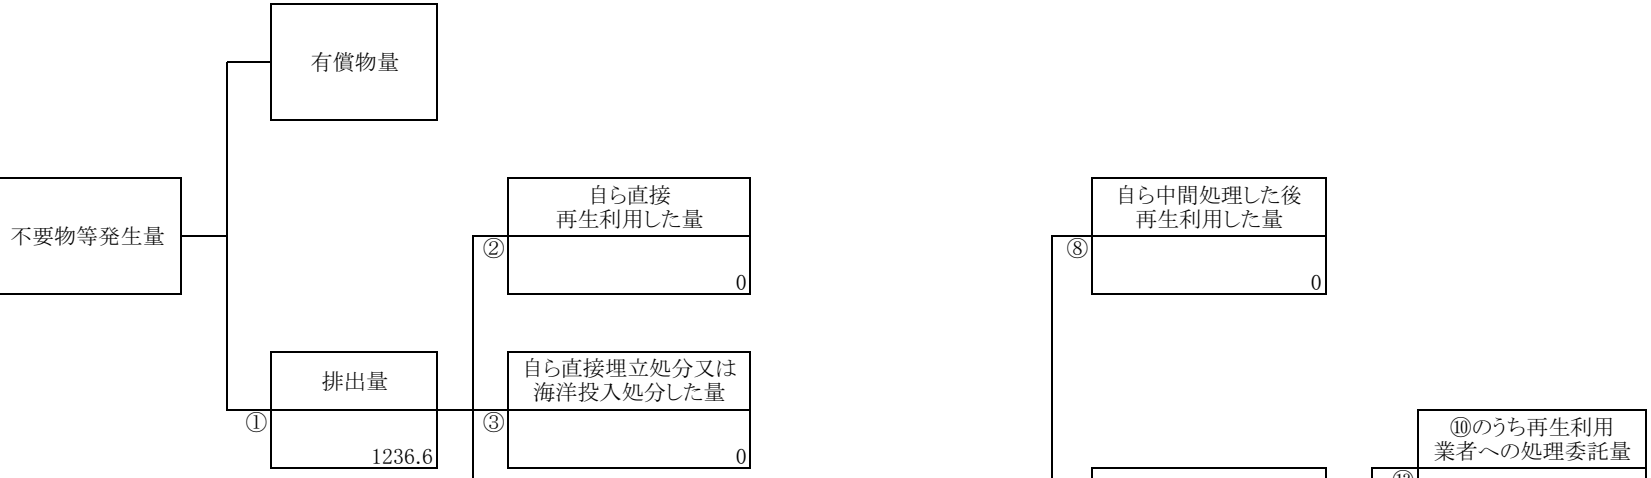 有償物量
不要物等発生量
自ら直接
再生利用した量
②
0
自ら中間処理した後
再生利用した量
⑧
0
排出量
①
1236.6
自ら直接埋立処分又は
海洋投入処分した量
③
0
⑩のうち再生利用
業者への処理委託量